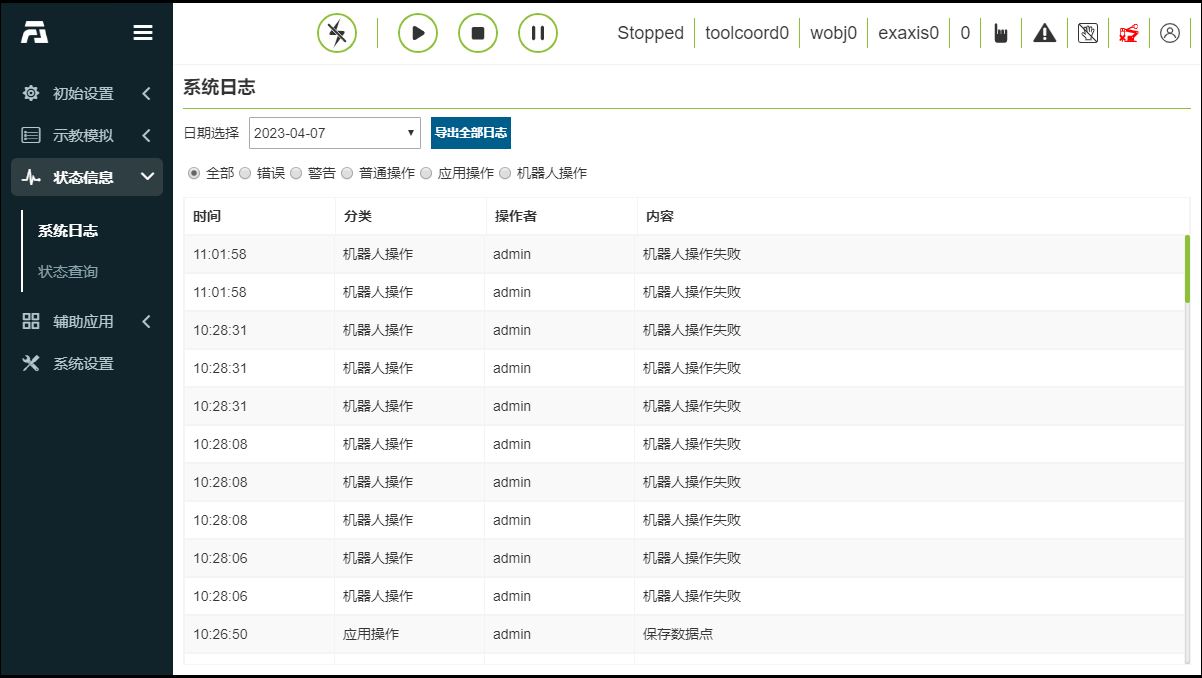 Stopped toolcoord0 wobj0 exaxis0 0
初始设置
示教模拟
状态信息
系统日志
状态查询
辅助应用
系统设置
系统日志
日期选择 2023-04-07 导出全部日志
全部 错误 警告 普通操作 应用操作 机器人操作
时间 分类 操作者 内容
11:01:58 机器人操作 admin 机器人操作失败
11:01:58 机器人操作 admin 机器人操作失败
10:28:31 机器人操作 admin 机器人操作失败
10:28:31 机器人操作 admin 机器人操作失败
10:28:31 机器人操作 admin 机器人操作失败
10:28:08 机器人操作 admin 机器人操作失败
10:28:08 机器人操作 admin 机器人操作失败
10:28:08 机器人操作 admin 机器人操作失败
10:28:06 机器人操作 admin 机器人操作失败
10:28:06 机器人操作 admin 机器人操作失败
10:26:50 应用操作 admin 保存数据点